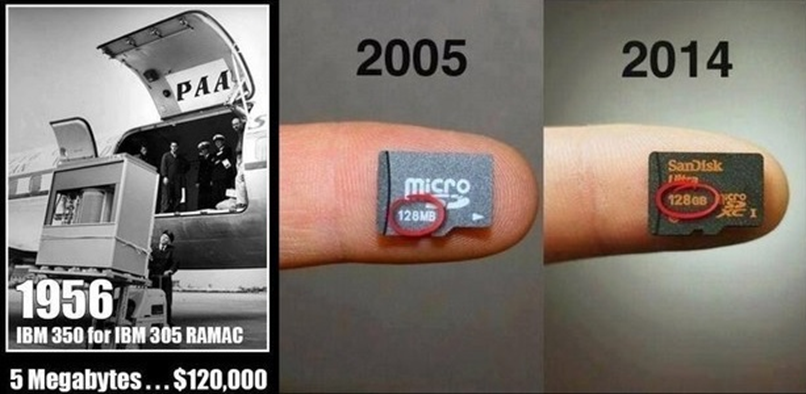 PAA
1956
IBM 350 for IBM 305 RAMAC
5 Megabytes...$120,000
2005
micro
128MB
2014
SanDisk
Ultra
128GB
micro
XC I